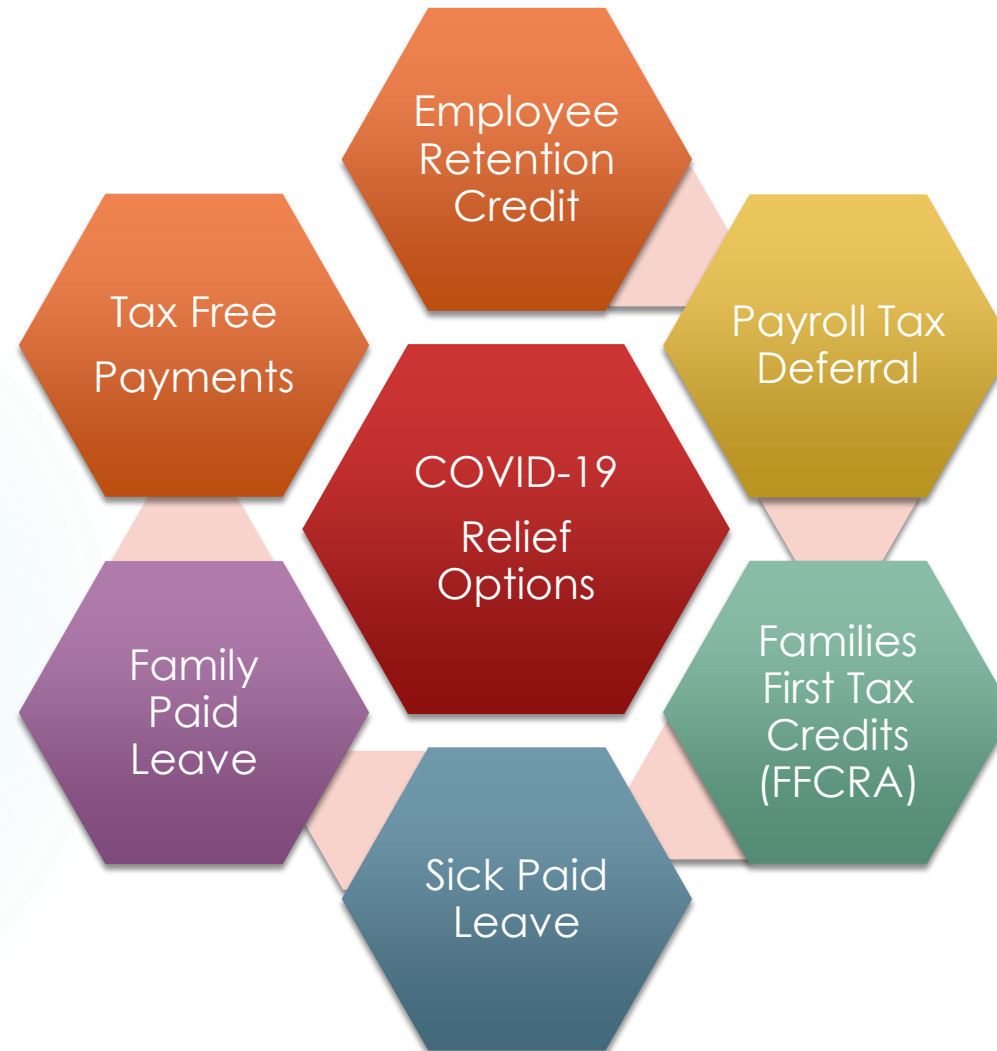 Employee
Retention
Credit
Payroll Tax
Deferral
Families
First Tax
Credits
(FFCRA)
Sick Paid
Leave
Family
Paid
Leave
Tax Free
Payments
COVID-19
Relief
Options